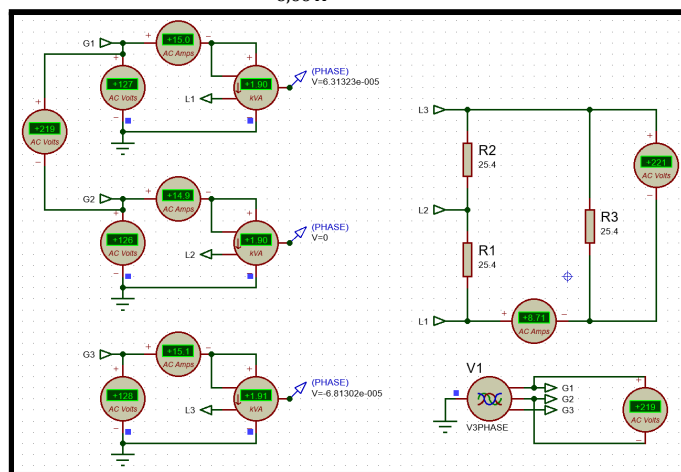 G1
+15.0
AC Amps
+127
AC Volts
+1.90
kVA
L1
(PHASE)
V=6.31323e-005
+219
AC Volts
G2
+14.9
AC Amps
+126
AC Volts
+1.90
kVA
L2
(PHASE)
V=0
G3
+15.1
AC Amps
+128
AC Volts
+1.91
kVA
L3
(PHASE)
V=-6.81302e-005
L3
R2
25.4
+221
AC Volts
L2
R3
25.4
R1
25.4
L1
+8.71
AC Amps
V1
V3PHASE
G1
G2
G3
+219
AC Volts